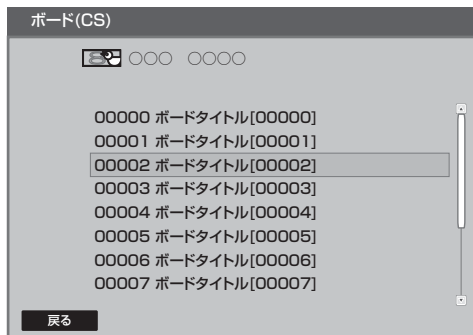 ボード(CS)
○○○ ○○○○
00000 ボードタイトル[00000]
00001 ボードタイトル[00001]
00002 ボードタイトル[00002]
00003 ボードタイトル[00003]
00004 ボードタイトル[00004]
00005 ボードタイトル[00005]
00006 ボードタイトル[00006]
00007 ボードタイトル[00007]
戻る